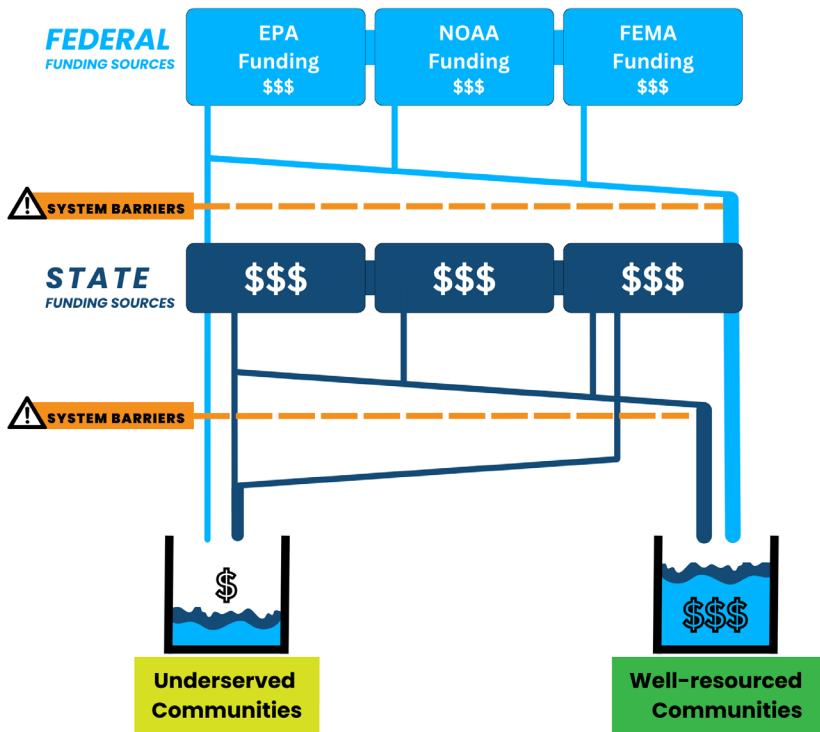 FEDERAL
FUNDING SOURCES
EPA
Funding
$$$
NOAA
Funding
$$$
FEMA
Funding
$$$
! SYSTEM BARRIERS
STATE
FUNDING SOURCES
$$$
$$$
$$$
! SYSTEM BARRIERS
$
$$$
Underserved
Communities
Well-resourced
Communities